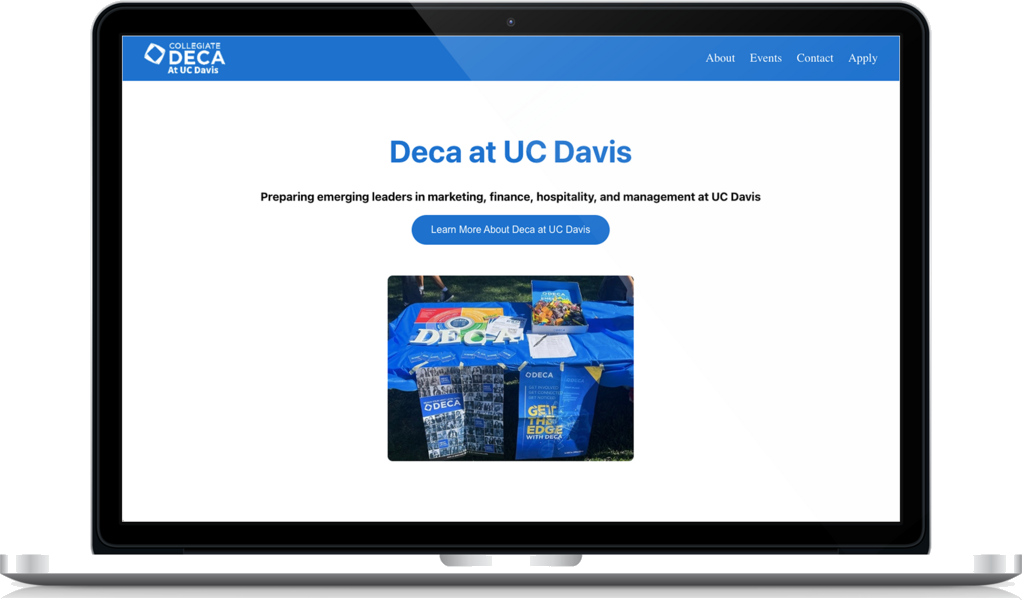 COLLEGIATE
DECA
At UC Davis
About Events Contact Apply
Deca at UC Davis
Preparing emerging leaders in marketing, finance, hospitality, and management at UC Davis
Learn More About Deca at UC Davis
DECA
DECA
DECA
DECA
GET
THE
EDGE
WITH DECA